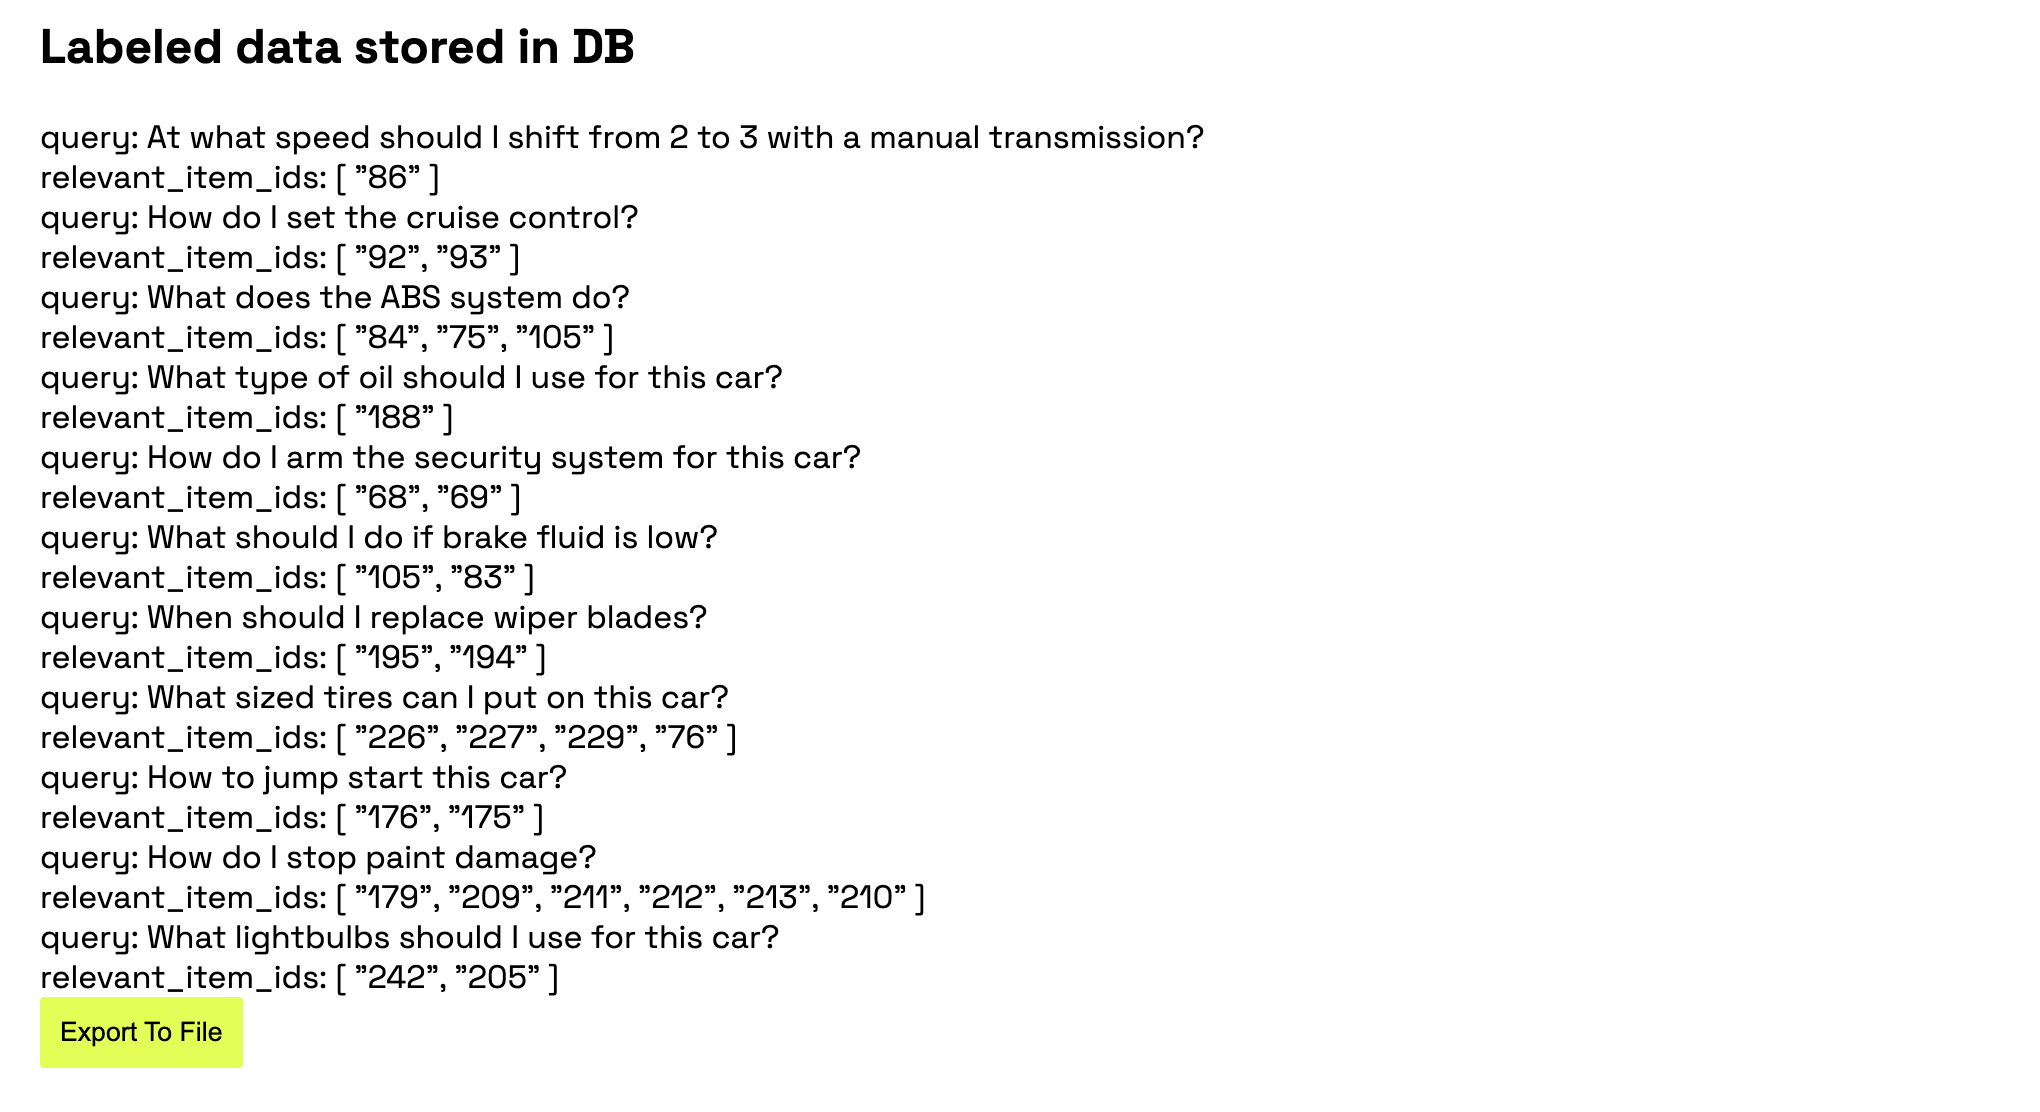 Labeled data stored in DB
query: At what speed should I shift from 2 to 3 with a manual transmission?
relevant_item_ids: [ ”86” ]
query: How do I set the cruise control?
relevant_item_ids: [ ”92”, ”93” ]
query: What does the ABS system do?
relevant_item_ids: [ ”84”, ”75”, ”105” ]
query: What type of oil should I use for this car?
relevant_item_ids: [ ”188” ]
query: How do I arm the security system for this car?
relevant_item_ids: [ ”68”, ”69” ]
query: What should I do if brake fluid is low?
relevant_item_ids: [ ”105”, ”83” ]
query: When should I replace wiper blades?
relevant_item_ids: [ ”195”, ”194” ]
query: What sized tires can I put on this car?
relevant_item_ids: [ ”226”, ”227”, ”229”, ”76” ]
query: How to jump start this car?
relevant_item_ids: [ ”176”, ”175” ]
query: How do I stop paint damage?
relevant_item_ids: [ ”179”, ”209”, ”211”, ”212”, ”213”, ”210” ]
query: What lightbulbs should I use for this car?
relevant_item_ids: [ ”242”, ”205” ]
Export To File